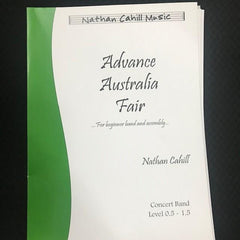 Nathan Cahill Music
Advance
Australia
Fair
...For beginner band and assembly...
Nathan Cahill
Concert Band
Level 0.5 - 1.5